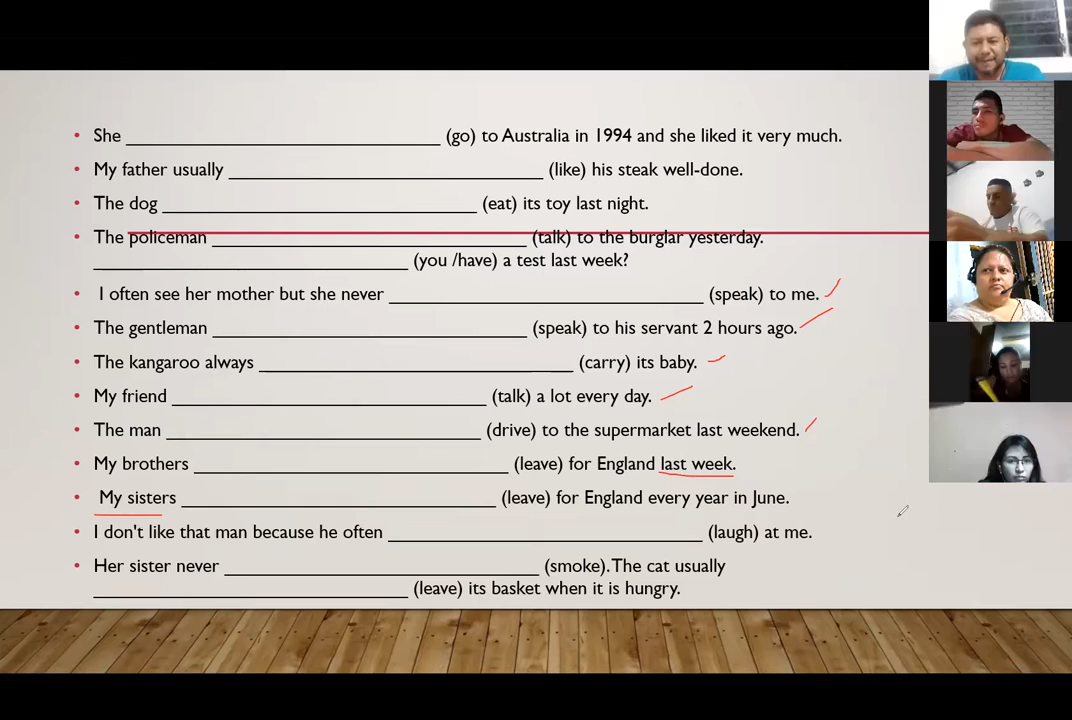 • She ________________________________ (go) to Australia in 1994 and she liked it very much.
• My father usually ________________________________ (like) his steak well-done.
• The dog ________________________________ (eat) its toy last night.
• The policeman ________________________________ (talk) to the burglar yesterday.
________________________________ (you /have) a test last week?
• I often see her mother but she never ________________________________ (speak) to me.
• The gentleman ________________________________ (speak) to his servant 2 hours ago.
• The kangaroo always ________________________________ (carry) its baby.
• My friend ________________________________ (talk) a lot every day.
• The man ________________________________ (drive) to the supermarket last weekend.
• My brothers ________________________________ (leave) for England last week.
• My sisters ________________________________ (leave) for England every year in June.
• I don't like that man because he often ________________________________ (laugh) at me.
• Her sister never ________________________________ (smoke). The cat usually
________________________________ (leave) its basket when it is hungry.